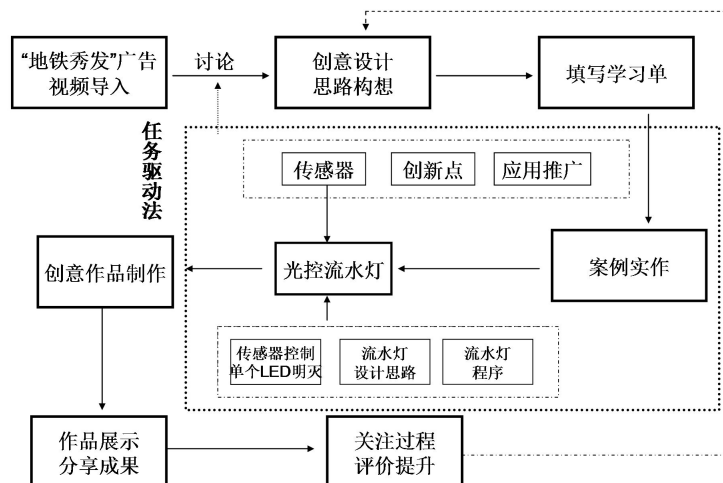 “地铁秀发”广告
视频导入
讨论
创意设计
思路构想
填写学习单
任务驱动法
传感器
创新点
应用推广
创意作品制作
光控流水灯
案例实作
传感器控制
单个LED明灭
流水灯
设计思路
流水灯
程序
作品展示
分享成果
关注过程
评价提升